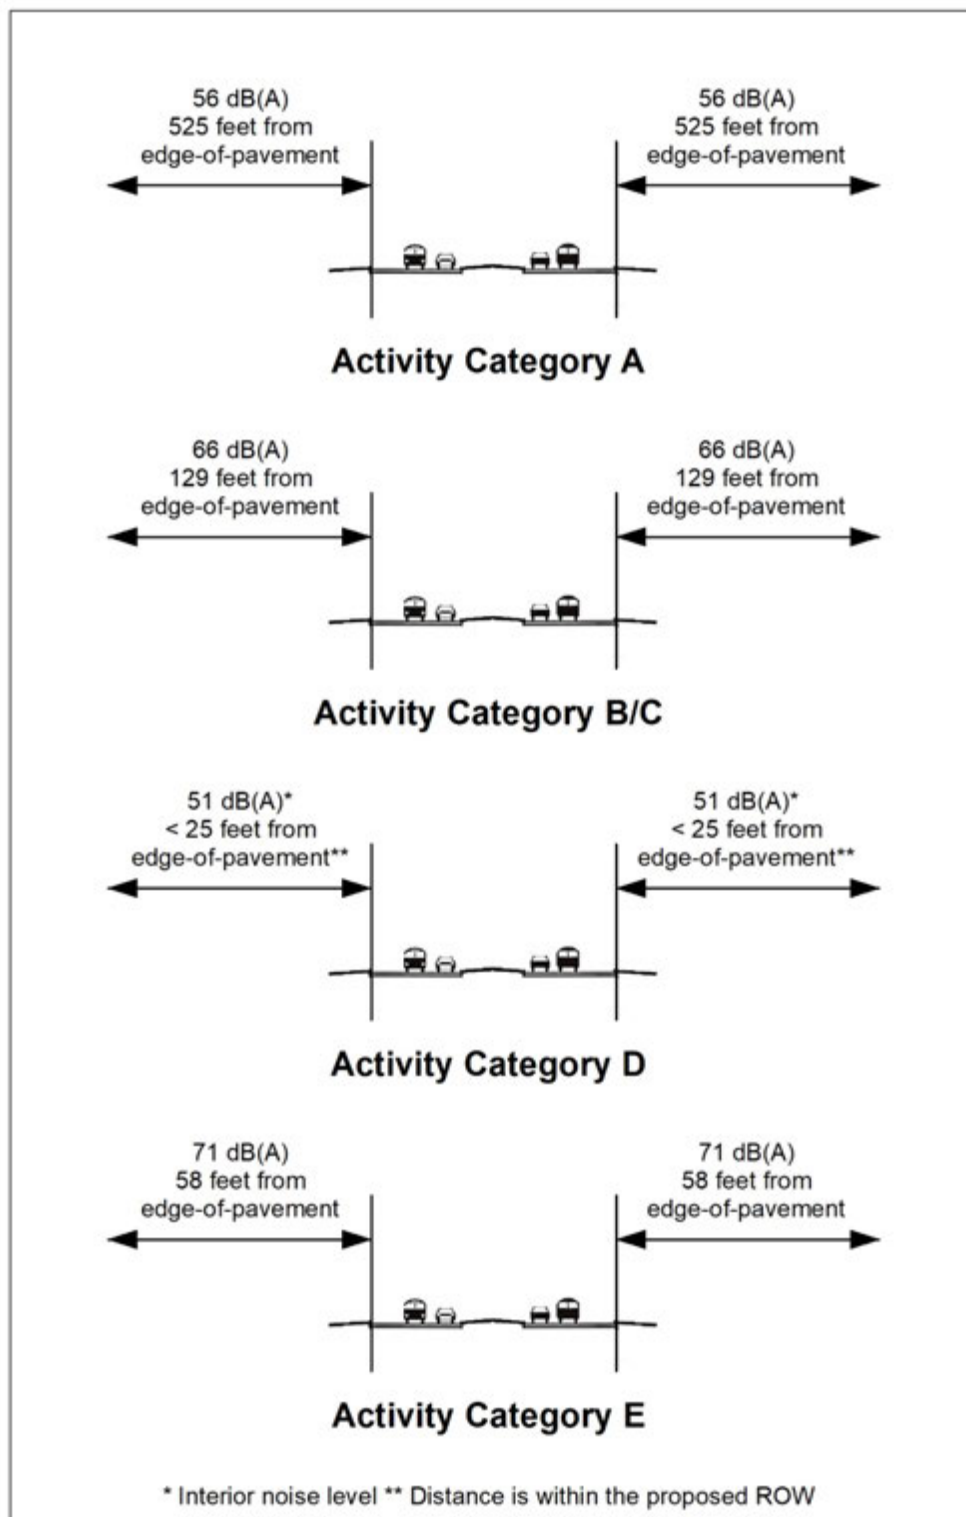 56 dB(A)
525 feet from
edge-of-pavement
56 dB(A)
525 feet from
edge-of-pavement
Activity Category A
66 dB(A)
129 feet from
edge-of-pavement
66 dB(A)
129 feet from
edge-of-pavement
Activity Category B/C
51 dB(A)*
< 25 feet from
edge-of-pavement**
51 dB(A)*
< 25 feet from
edge-of-pavement**
Activity Category D
71 dB(A)
58 feet from
edge-of-pavement
71 dB(A)
58 feet from
edge-of-pavement
Activity Category E
* Interior noise level ** Distance is within the proposed ROW